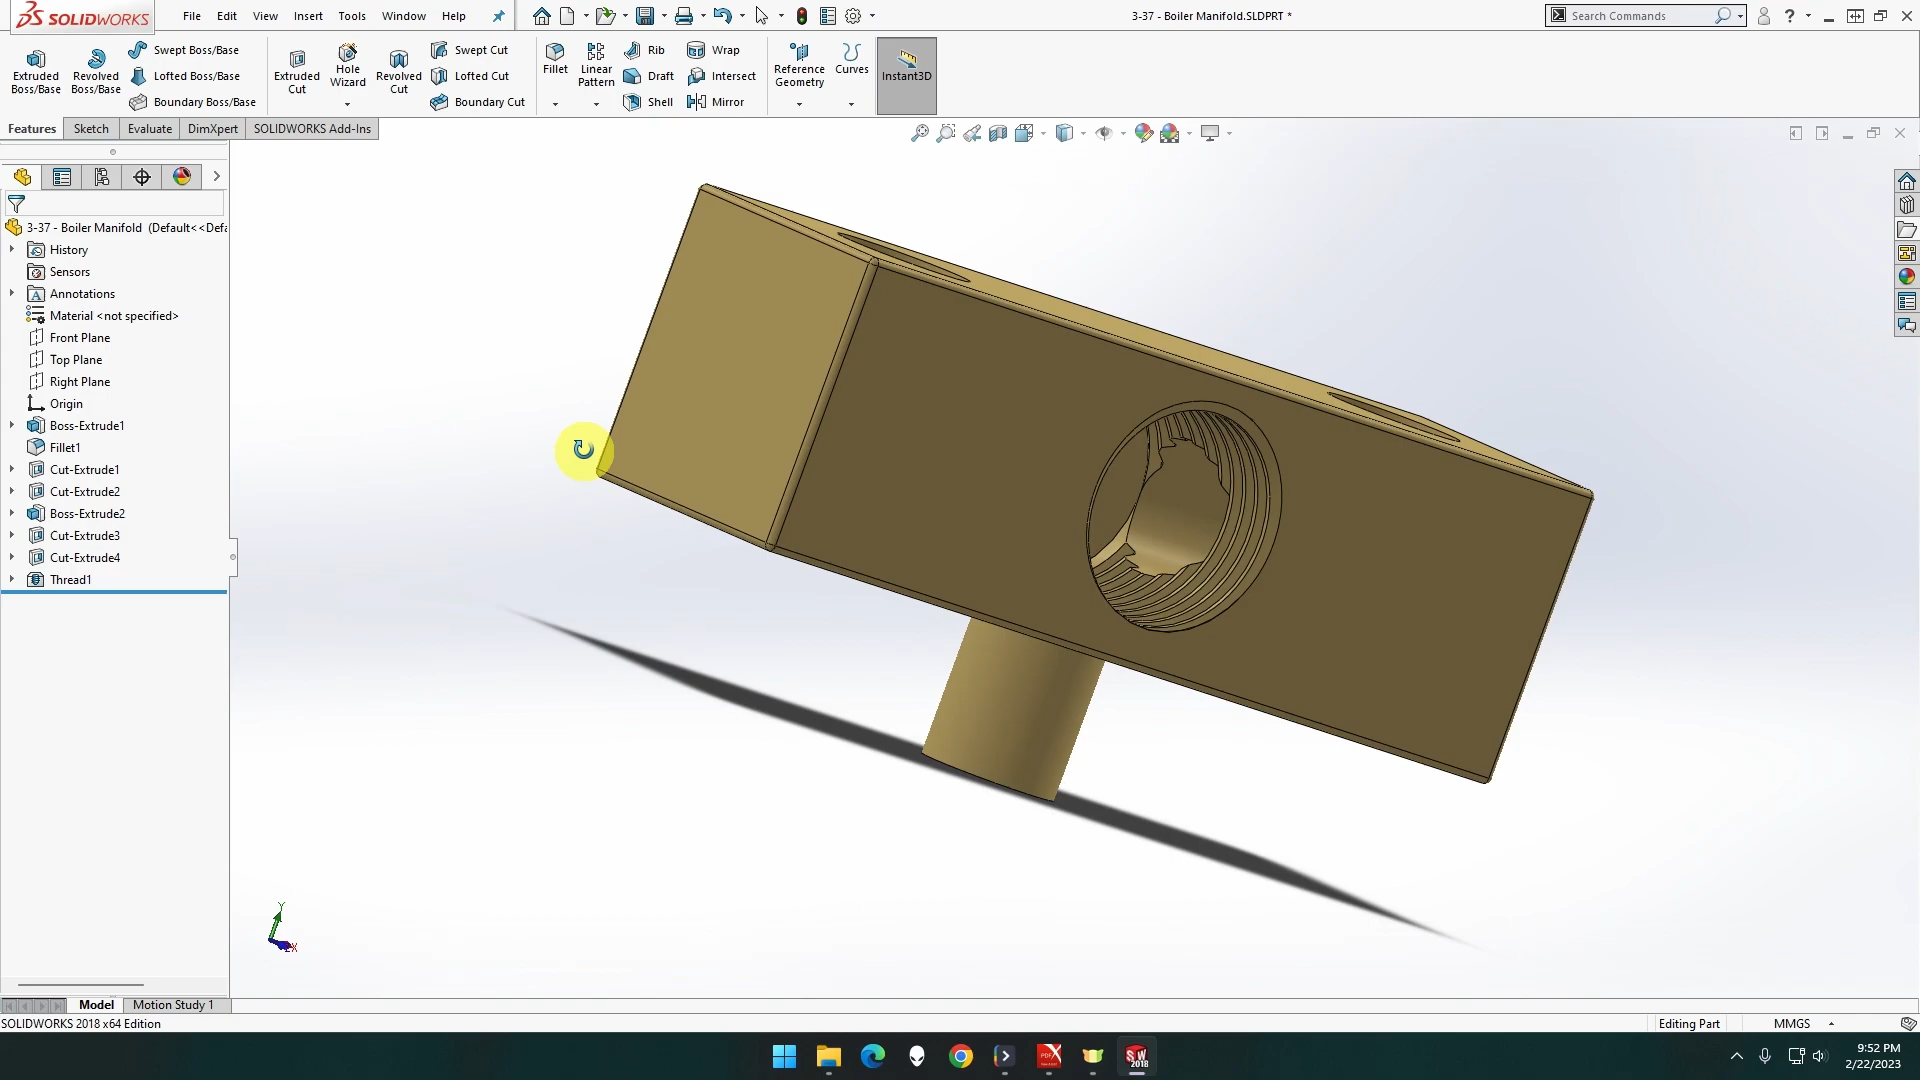 SOLIDWORKS
File Edit View Insert Tools Window Help
3-37 - Boiler Manifold.SLDPRT *
Search Commands
Extruded Boss/Base
Revolved Boss/Base
Swept Boss/Base
Lofted Boss/Base
Boundary Boss/Base
Extruded Cut
Hole Wizard
Revolved Cut
Swept Cut
Lofted Cut
Boundary Cut
Fillet
Linear Pattern
Rib
Draft
Shell
Wrap
Intersect
Mirror
Reference Geometry
Curves
Instant3D
Features Sketch Evaluate DimXpert SOLIDWORKS Add-Ins
3-37 - Boiler Manifold (Default<<Defa
History
Sensors
Annotations
Material <not specified>
Front Plane
Top Plane
Right Plane
Origin
Boss-Extrude1
Fillet1
Cut-Extrude1
Cut-Extrude2
Boss-Extrude2
Cut-Extrude3
Cut-Extrude4
Thread1
Y
X
Model Motion Study 1
SOLIDWORKS 2018 x64 Edition
Editing Part
MMGS
9:52 PM
2/22/2023